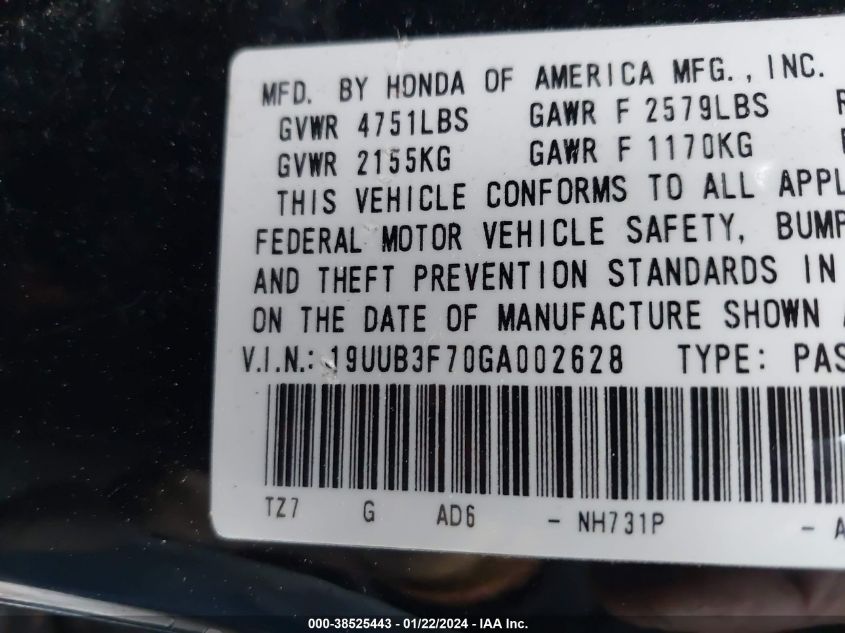 MFD. BY HONDA OF AMERICA MFG., INC.
GVWR 4751LBS GAWR F 2579LBS
GVWR 2155KG GAWR F 1170KG
THIS VEHICLE CONFORMS TO ALL APPL
FEDERAL MOTOR VEHICLE SAFETY, BUMP
AND THEFT PREVENTION STANDARDS IN
ON THE DATE OF MANUFACTURE SHOWN A
V.I.N.: 19UUB3F70GA002628 TYPE: PAS
TZ7 G AD6 - NH731P - A
000-38525443 - 01/22/2024 - IAA Inc.